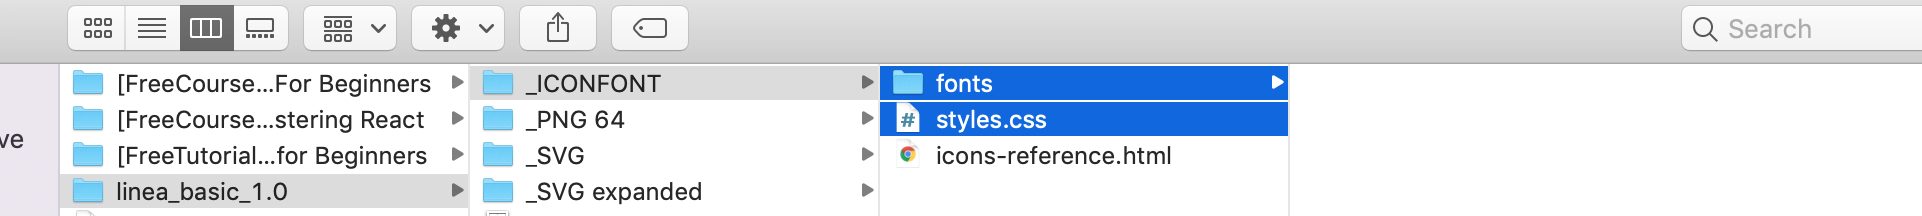 Search
ve
[FreeCourse...For Beginners
[FreeCourse...stering React
[FreeTutorial...for Beginners
linea_basic_1.0
_ICONFONT
_PNG 64
_SVG
_SVG expanded
fonts
# styles.css
icons-reference.html